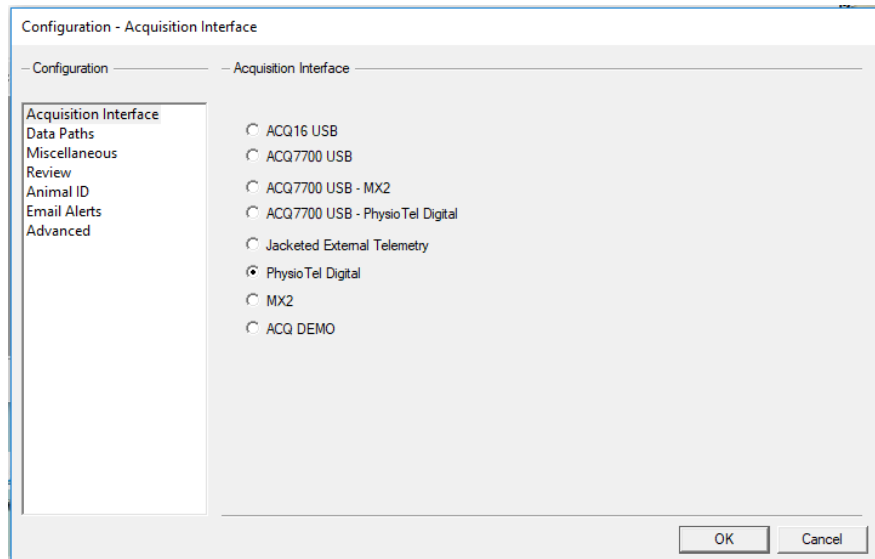 Configuration - Acquisition Interface
Configuration
Acquisition Interface
Data Paths
Miscellaneous
Review
Animal ID
Email Alerts
Advanced
Acquisition Interface
ACQ16 USB
ACQ7700 USB
ACQ7700 USB - MX2
ACQ7700 USB - PhysioTel Digital
Jacketed External Telemetry
PhysioTel Digital
MX2
ACQ DEMO
OK
Cancel